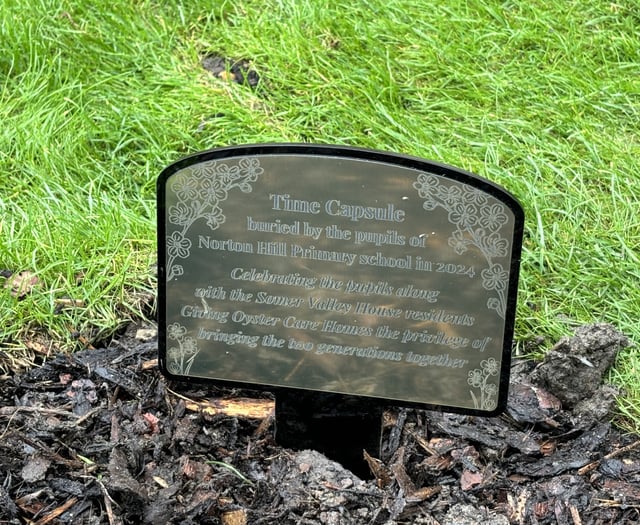 Time Capsule
buried by the pupils of
Norton Hill Primary school in 2024
Celebrating the pupils along
with the Somer Valley House residents
Giving Oyster Care Homes the privilege of
bringing the two generations together